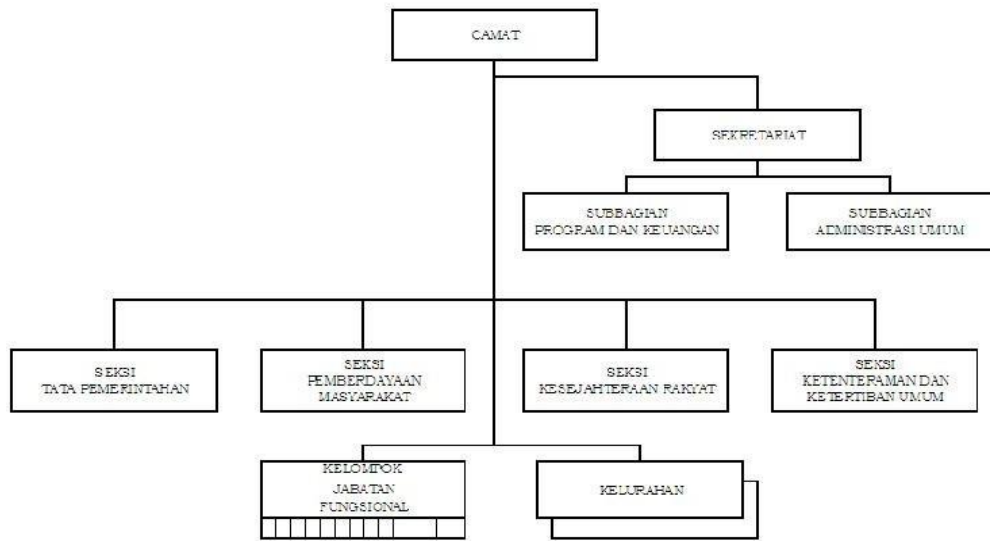 CAMAT
SEKRETARIAT
SUBBAGIAN
PROGRAM DAN KEUANGAN
SUBBAGIAN
ADMINISTRASI UMUM
SEKSI
TATA PEMERINTAHAN
SEKSI
PEMBERDAYAAN
MASYARAKAT
SEKSI
KESEJAHTERAAN RAKYAT
SEKSI
KETENTERAMAN DAN
KETERTIBAN UMUM
KELOMPOK
JABATAN
FUNGSIONAL
KELURAHAN